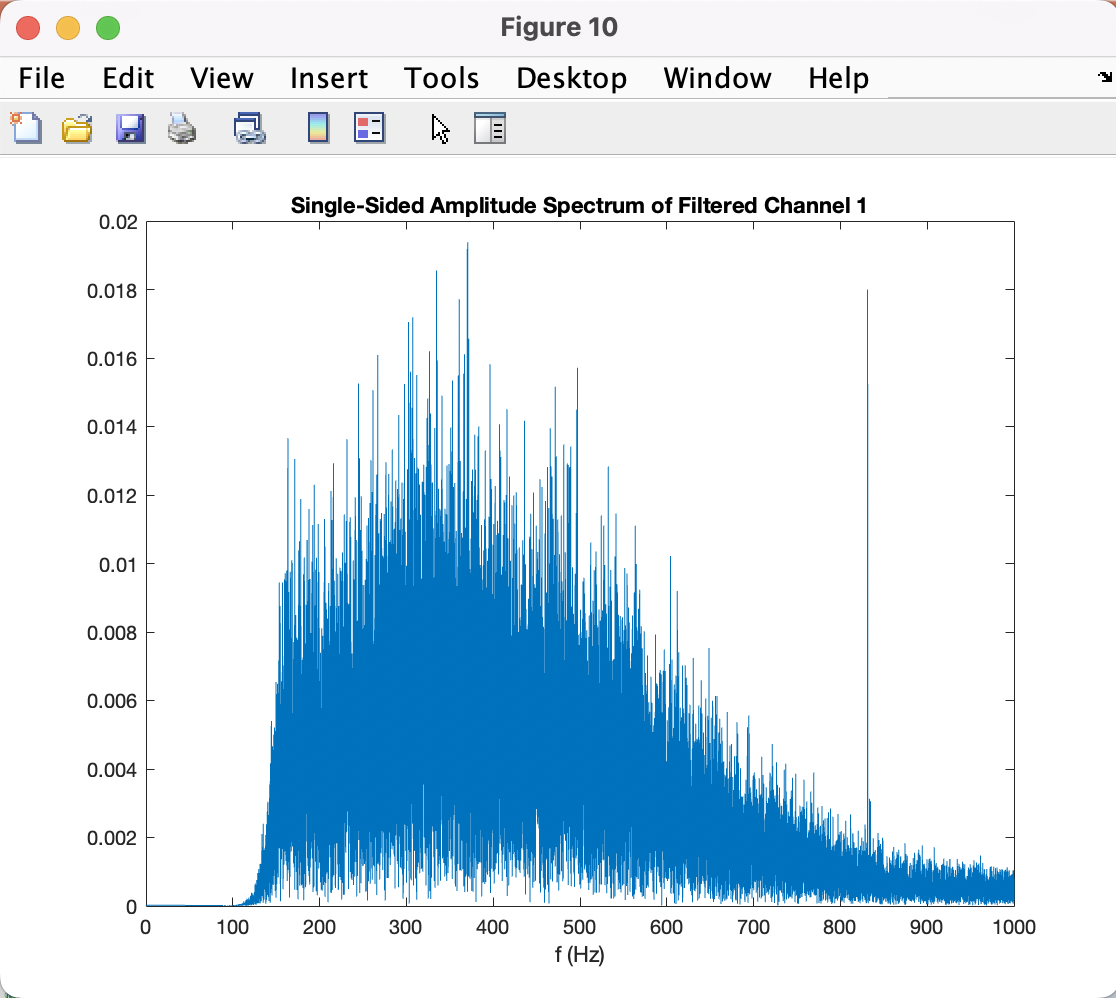 Figure 10
File Edit View Insert Tools Desktop Window Help
Single-Sided Amplitude Spectrum of Filtered Channel 1
0.02
0.018
0.016
0.014
0.012
0.01
0.008
0.006
0.004
0.002
0
0 100 200 300 400 500 600 700 800 900 1000
f (Hz)